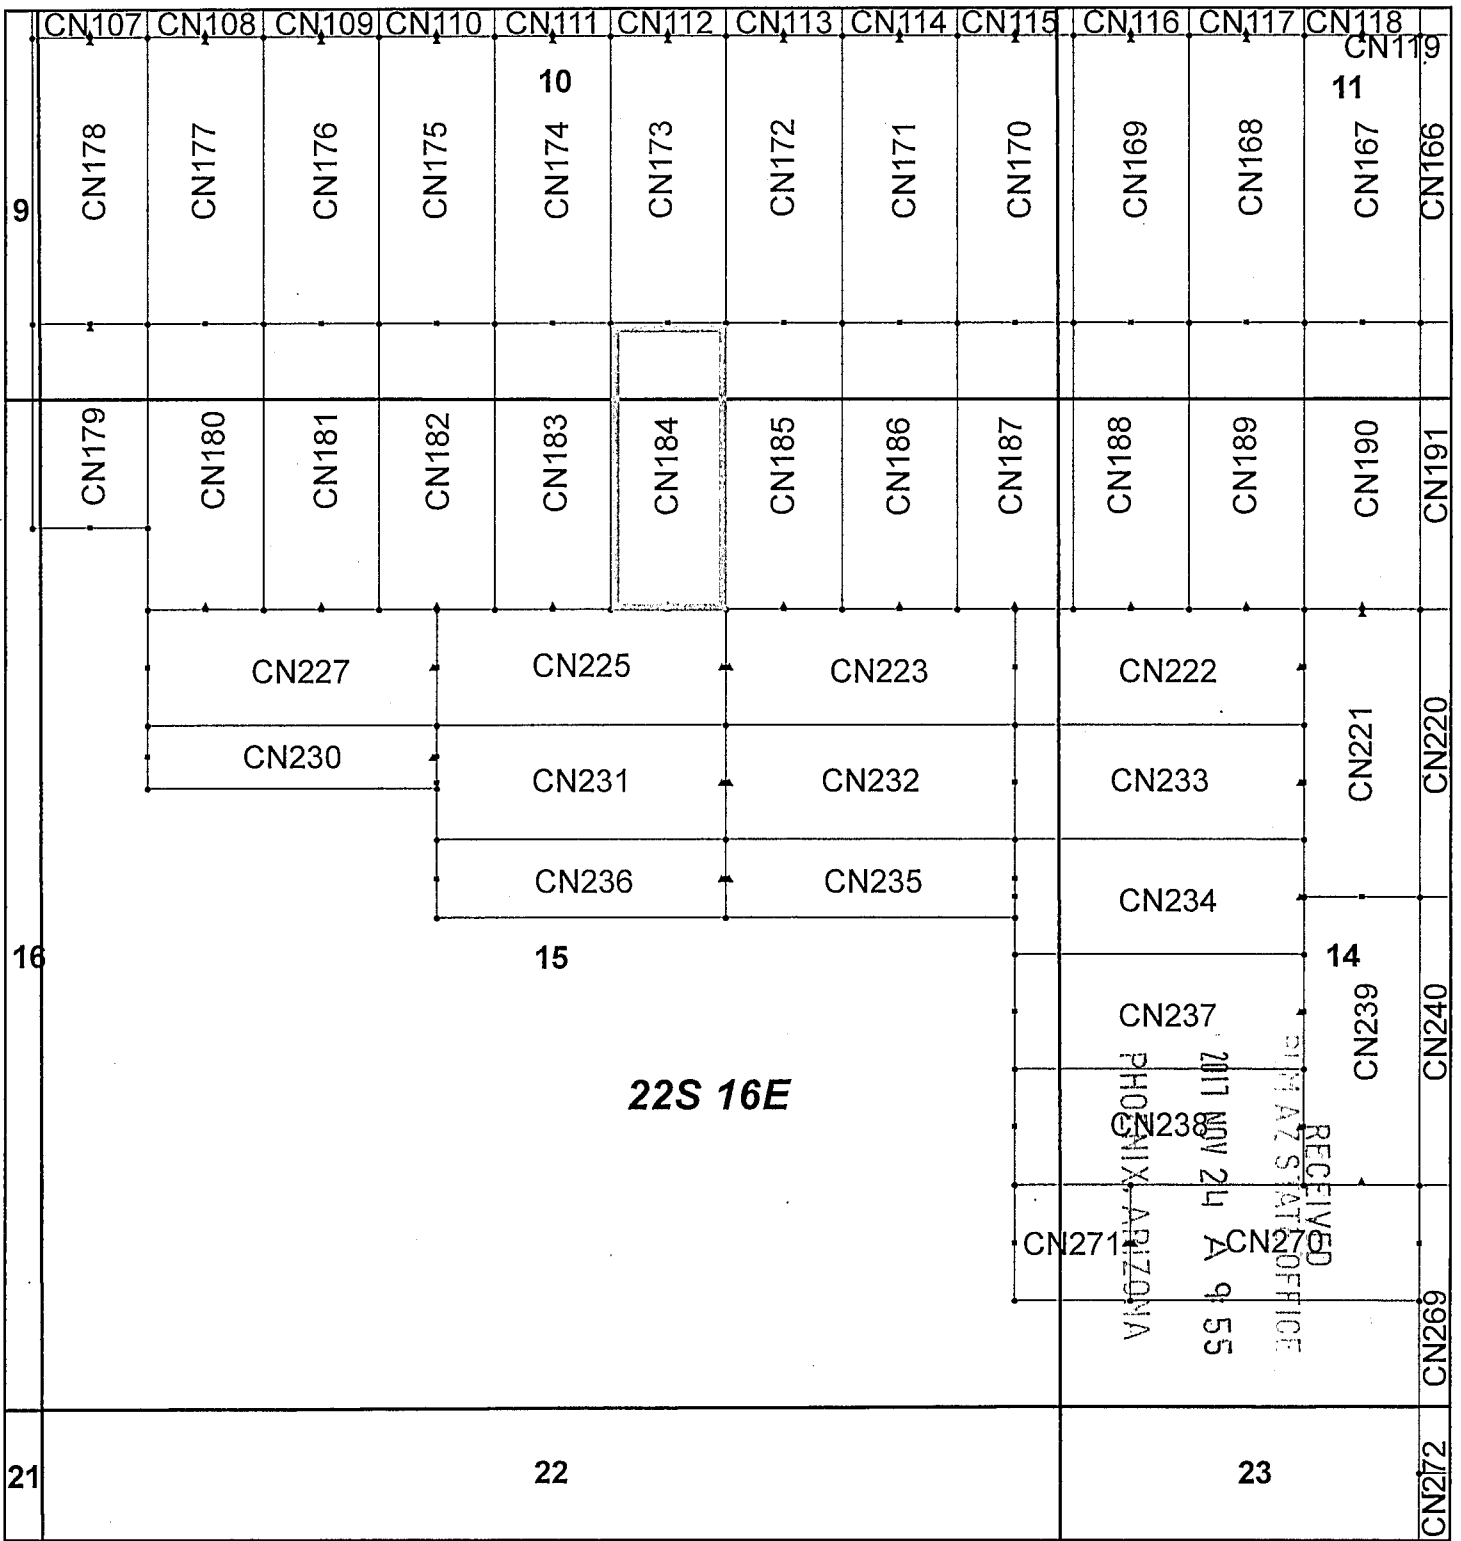 CN107 CN108 CN109 CN110 CN111 CN112 CN113 CN114 CN115 CN116 CN117 CN118
CN119
10
11
9
CN178
CN177
CN176
CN175
CN174
CN173
CN172
CN171
CN170
CN169
CN168
CN167
CN166
CN179
CN180
CN181
CN182
CN183
CN184
CN185
CN186
CN187
CN188
CN189
CN190
CN191
CN227
CN225
CN223
CN222
CN221
CN220
CN230
CN231
CN232
CN233
CN236
CN235
CN234
16
15
14
CN237
CN239
CN240
22S 16E
CN238
CN271
CN270
CN269
RECEIVED
BLM AZ STATE OFFICE
2017 NOV 24 A 9:55
PHOENIX, ARIZONA
21
22
23
CN272